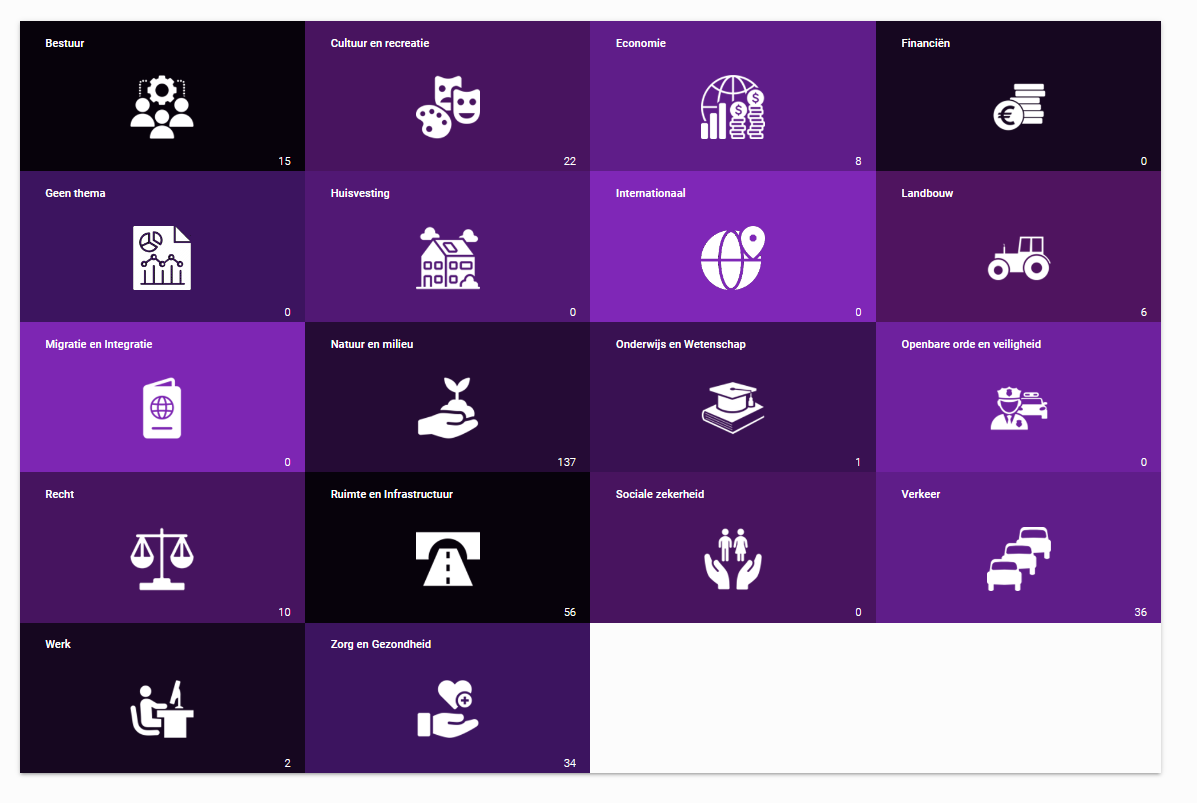 Bestuur
15
Cultuur en recreatie
22
Economie
$
$
8
Financiën
€
0
Geen thema
0
Huisvesting
0
Internationaal
0
Landbouw
6
Migratie en Integratie
0
Natuur en milieu
137
Onderwijs en Wetenschap
1
Openbare orde en veiligheid
0
Recht
10
Ruimte en Infrastructuur
56
Sociale zekerheid
0
Verkeer
36
Werk
2
Zorg en Gezondheid
34